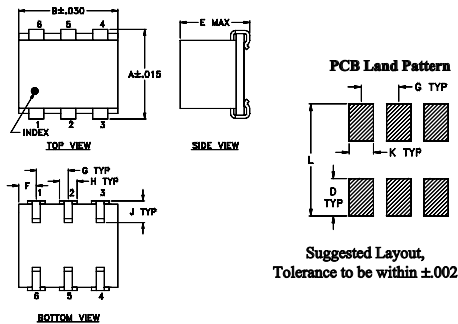 B±.030
6 5 4
A±.015
1 2 3
INDEX
TOP VIEW
E MAX
SIDE VIEW
PCB Land Pattern
G TYP
K TYP
L
D
TYP
Suggested Layout,
Tolerance to be within ±.002
G TYP
H TYP
F
1 2 3
J TYP
6 5 4
BOTTOM VIEW